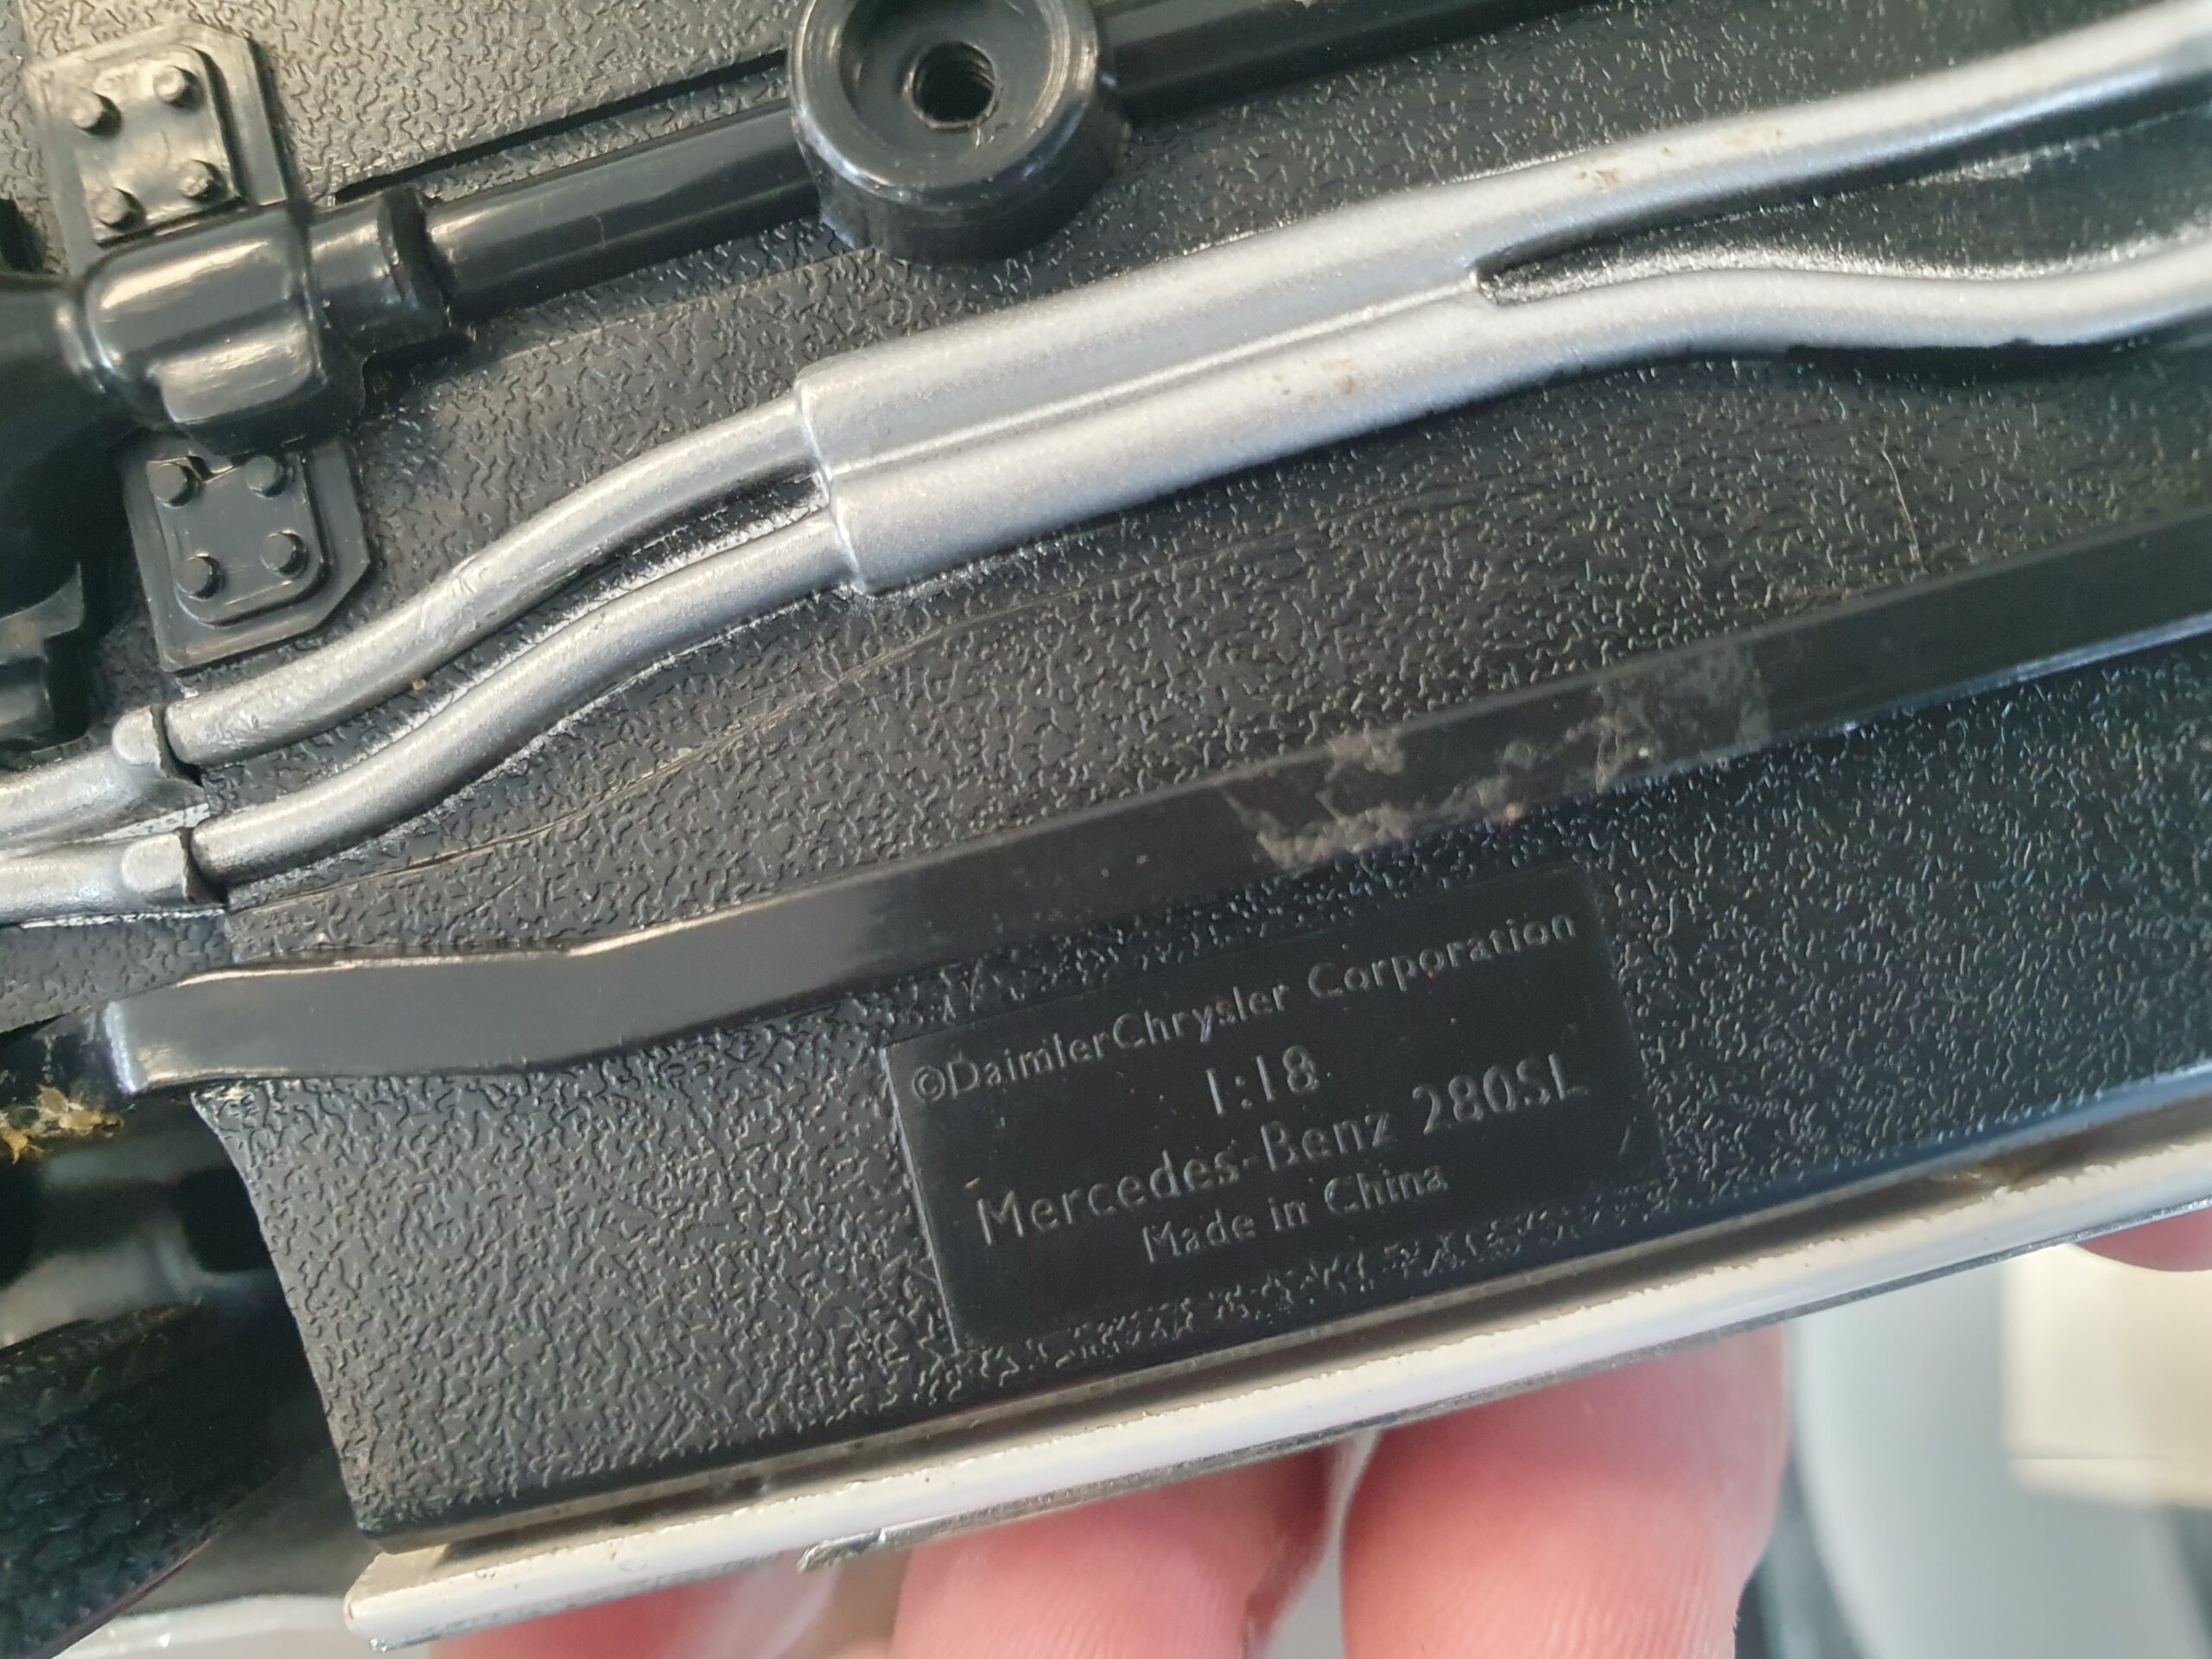 ©DaimlerChrysler Corporation
1:18
Mercedes-Benz 280SL
Made in China